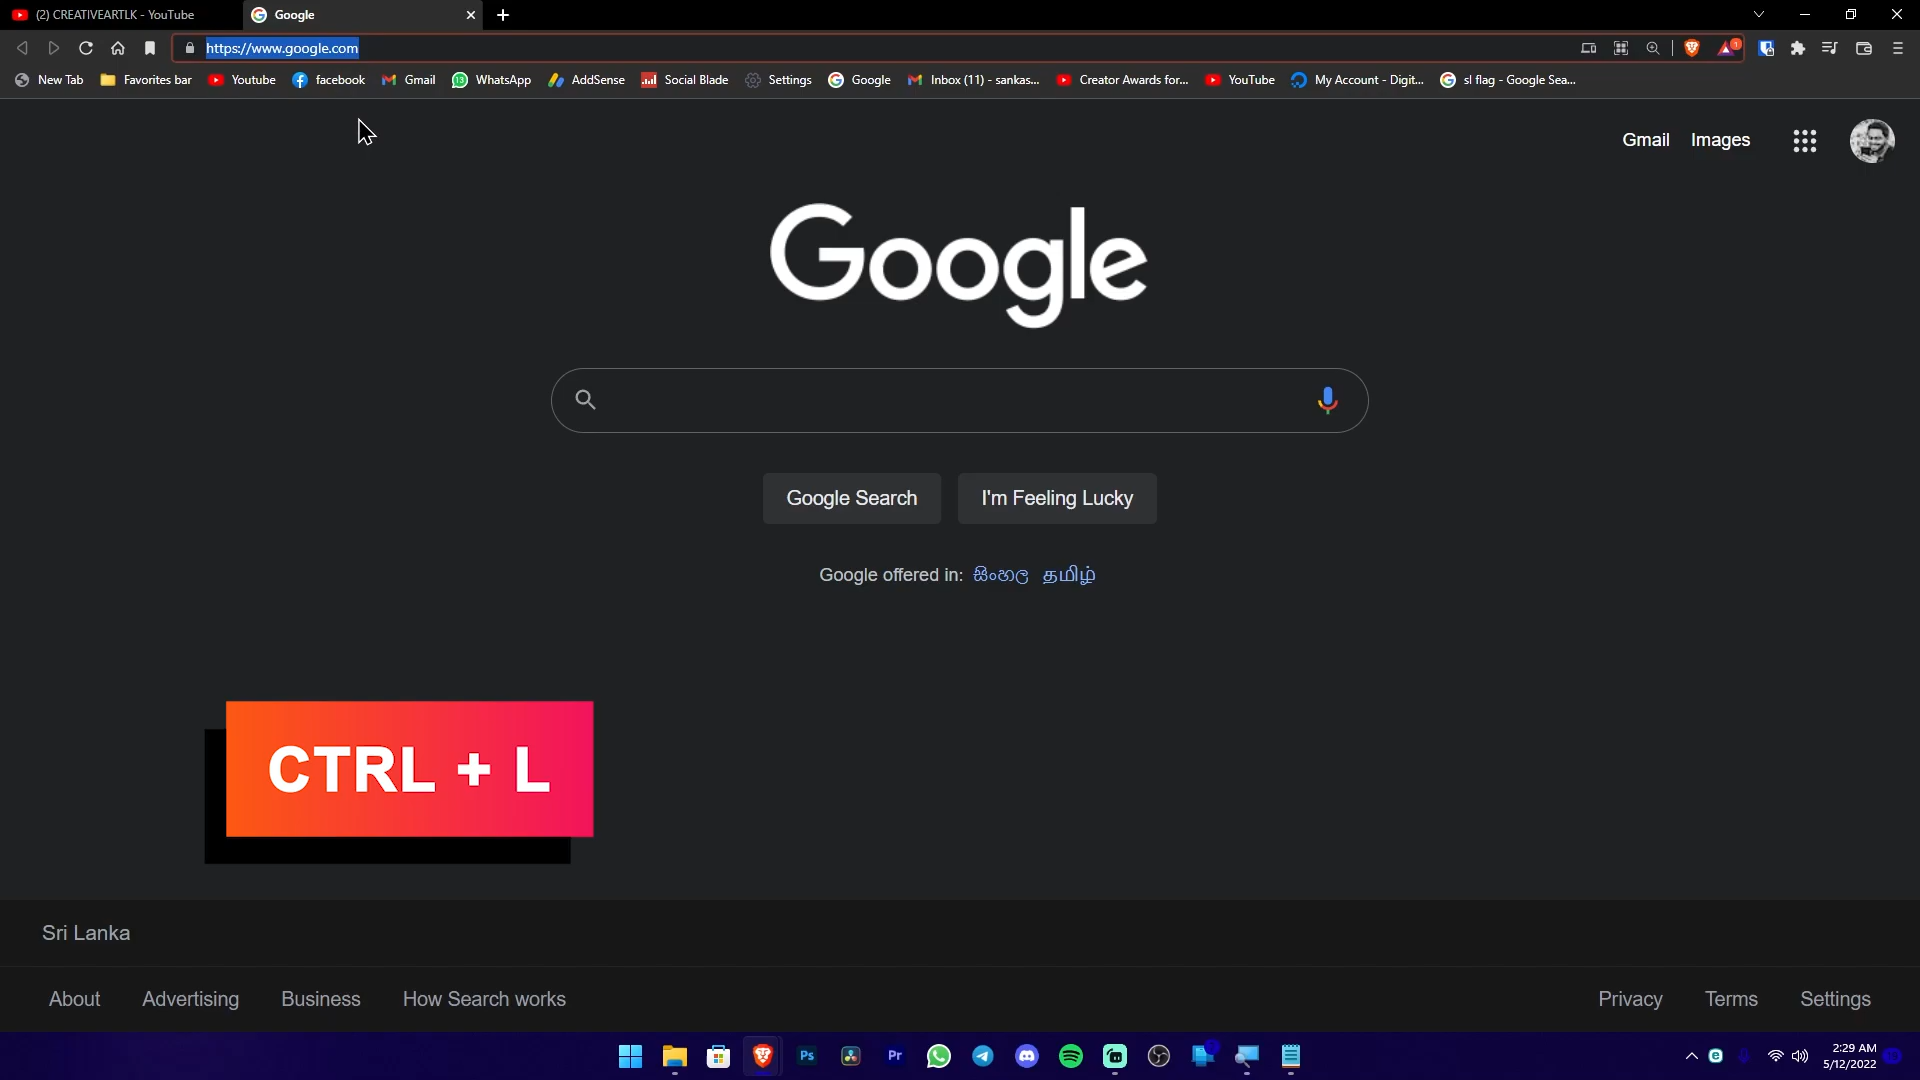 (2) CREATIVEARTLK - YouTube
Google
https://www.google.com
New Tab Favorites bar Youtube facebook Gmail WhatsApp AddSense Social Blade Settings Google Inbox (11) - sankas... Creator Awards for... YouTube My Account - Digit... sl flag - Google Sea...
Gmail Images
Google
Google Search I'm Feeling Lucky
Google offered in: සිංහල தமிழ்
CTRL + L
Sri Lanka
About Advertising Business How Search works Privacy Terms Settings
Ps Pr
2:29 AM
5/12/2022